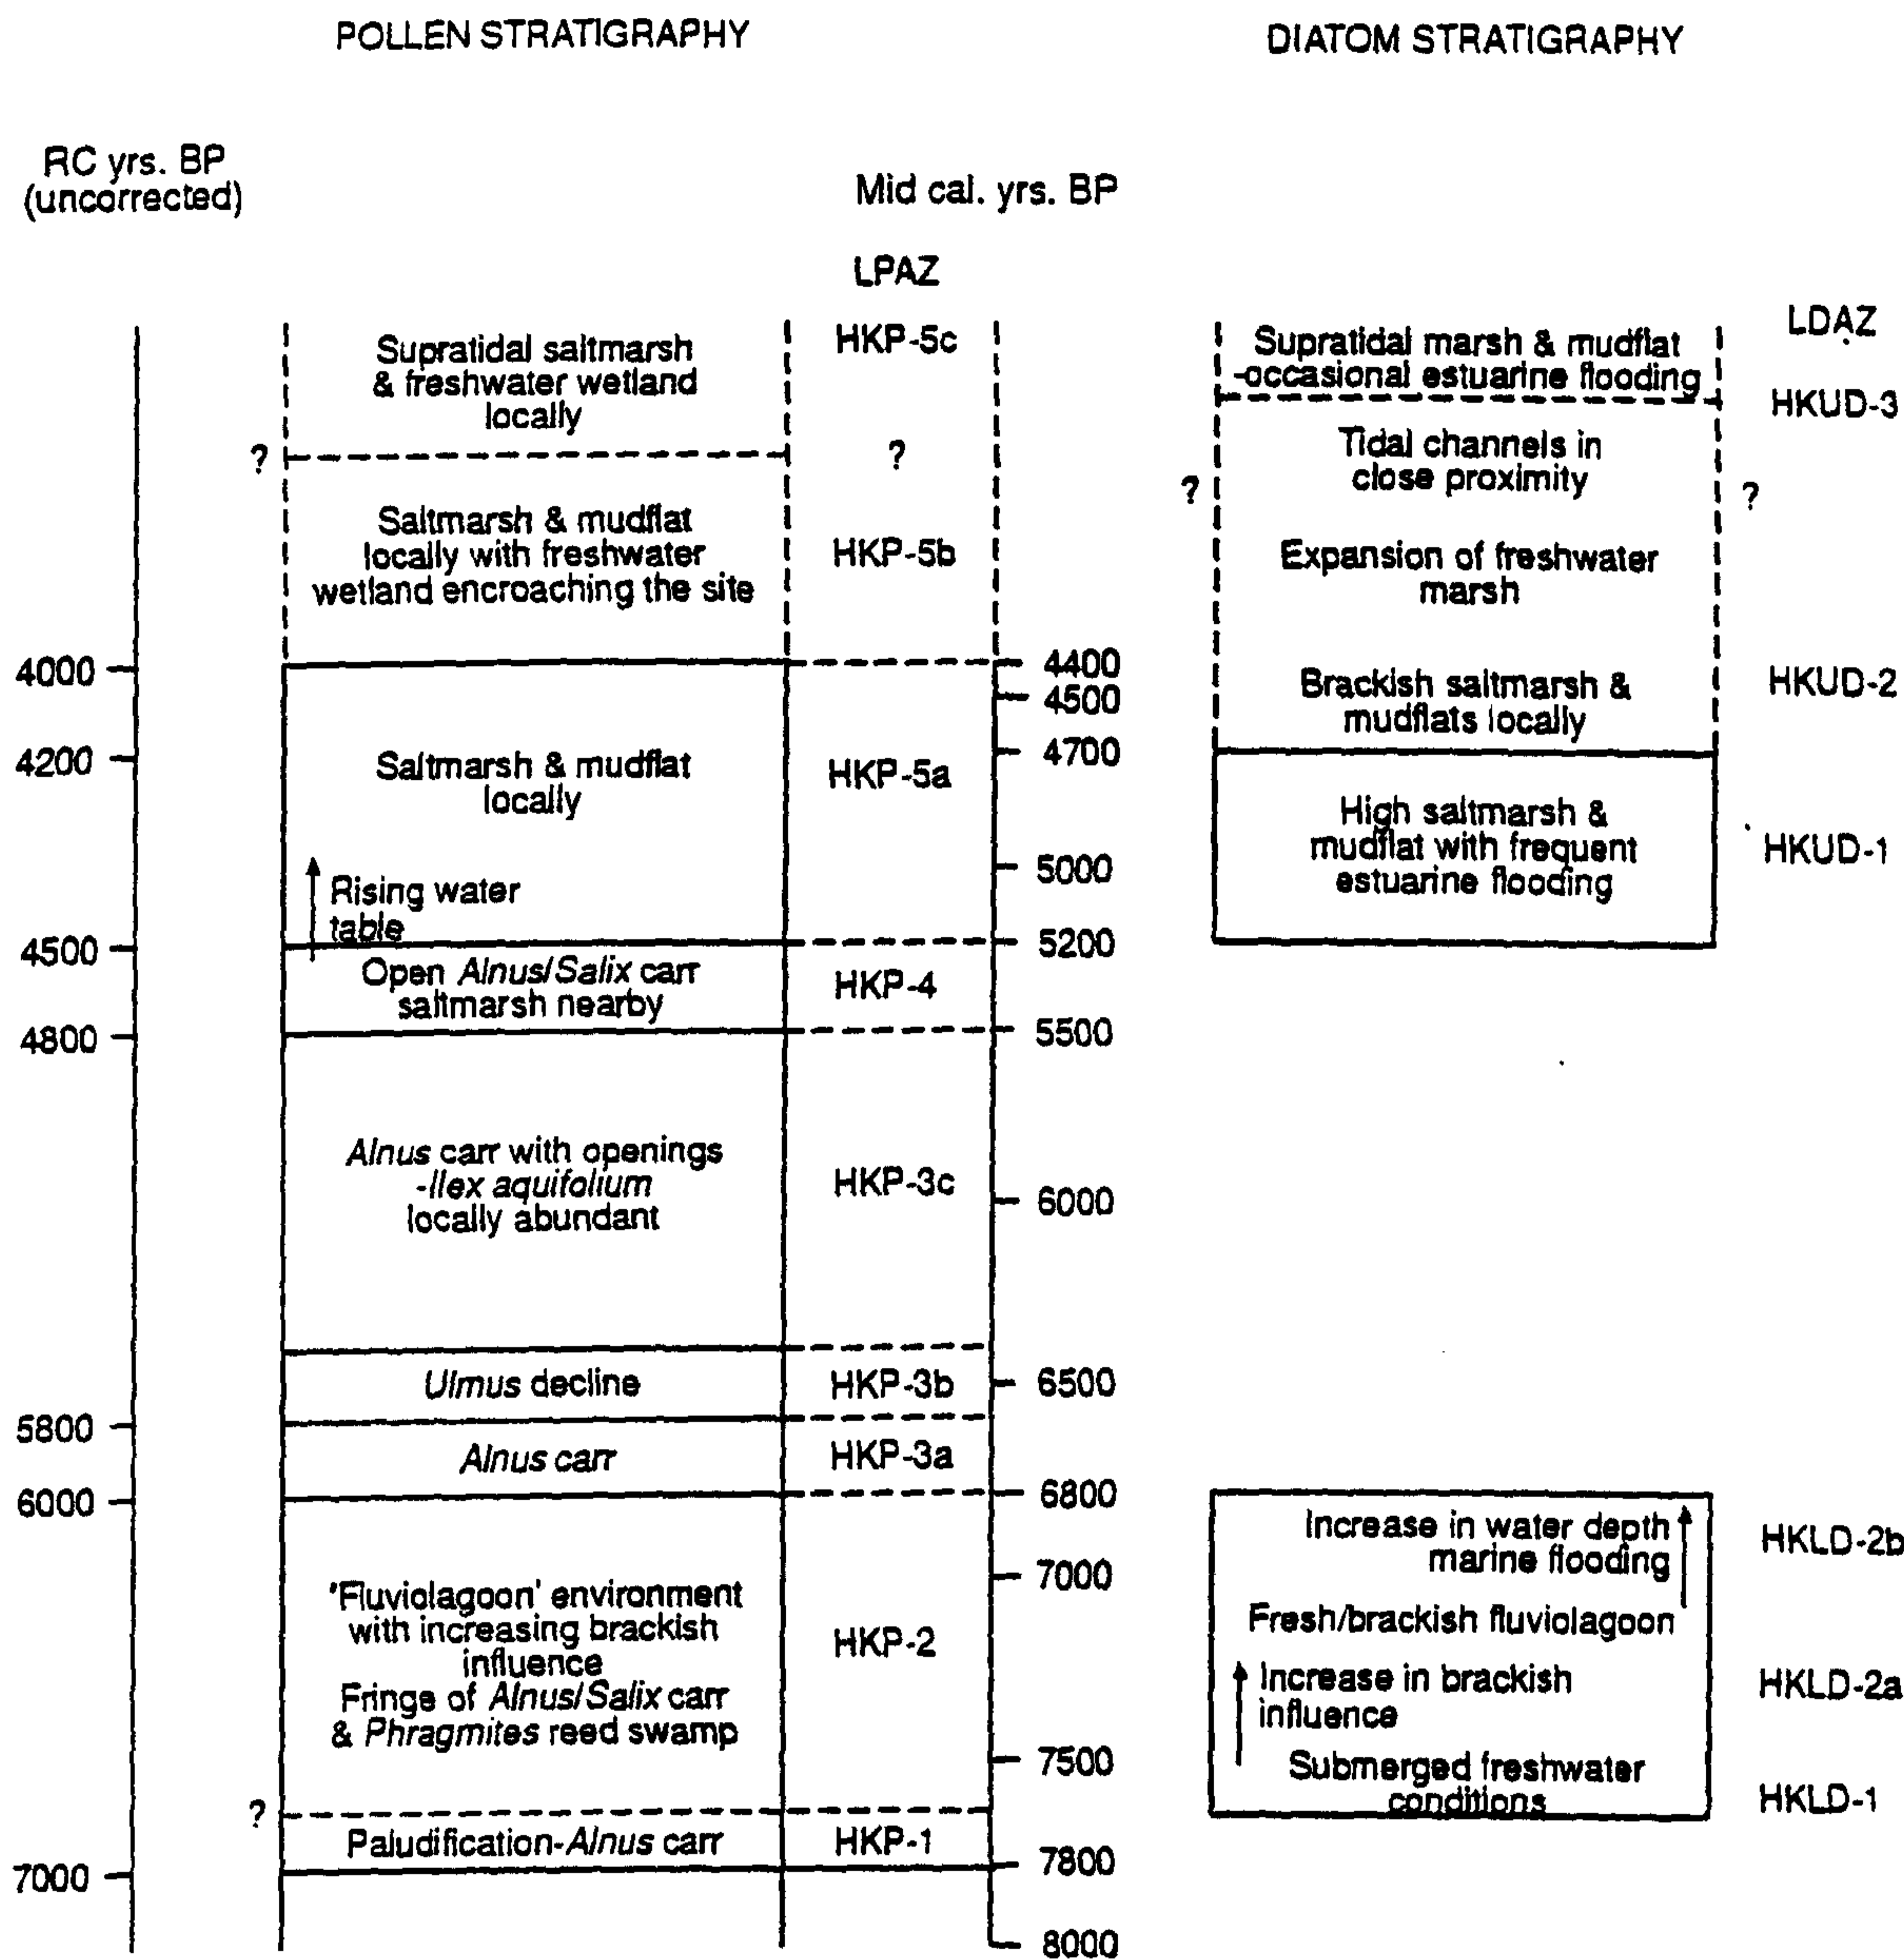 POLLEN STRATIGRAPHY
DIATOM STRATIGRAPHY
RC yrs. BP
(uncorrected)
Mid cal. yrs. BP
LPAZ
LDAZ
Supratidal saltmarsh
& freshwater wetland
locally
HKP-5c
?
?
Saltmarsh & mudflat
locally with freshwater
wetland encroaching the site
HKP-5b
4000
4400
4500
4200
4700
Saltmarsh & mudflat
locally
HKP-5a
5000
Rising water
table
4500
5200
Open Alnus/Salix carr
saltmarsh nearby
HKP-4
4800
5500
Alnus carr with openings
-Ilex aquifolium
locally abundant
HKP-3c
6000
Ulmus decline
HKP-3b
6500
5800
Alnus carr
HKP-3a
6000
6800
7000
'Fluviolagoon' environment
with increasing brackish
influence
Fringe of Alnus/Salix carr
& Phragmites reed swamp
HKP-2
7500
?
Paludification-Alnus carr
HKP-1
7000
7800
8000
Supratidal marsh & mudflat
-occasional estuarine flooding
HKUD-3
Tidal channels in
close proximity
?
?
Expansion of freshwater
marsh
Brackish saltmarsh &
mudflats locally
HKUD-2
High saltmarsh &
mudflat with frequent
estuarine flooding
HKUD-1
Increase in water depth
marine flooding
HKLD-2b
Fresh/brackish fluviolagoon
Increase in brackish
influence
HKLD-2a
Submerged freshwater
conditions
HKLD-1